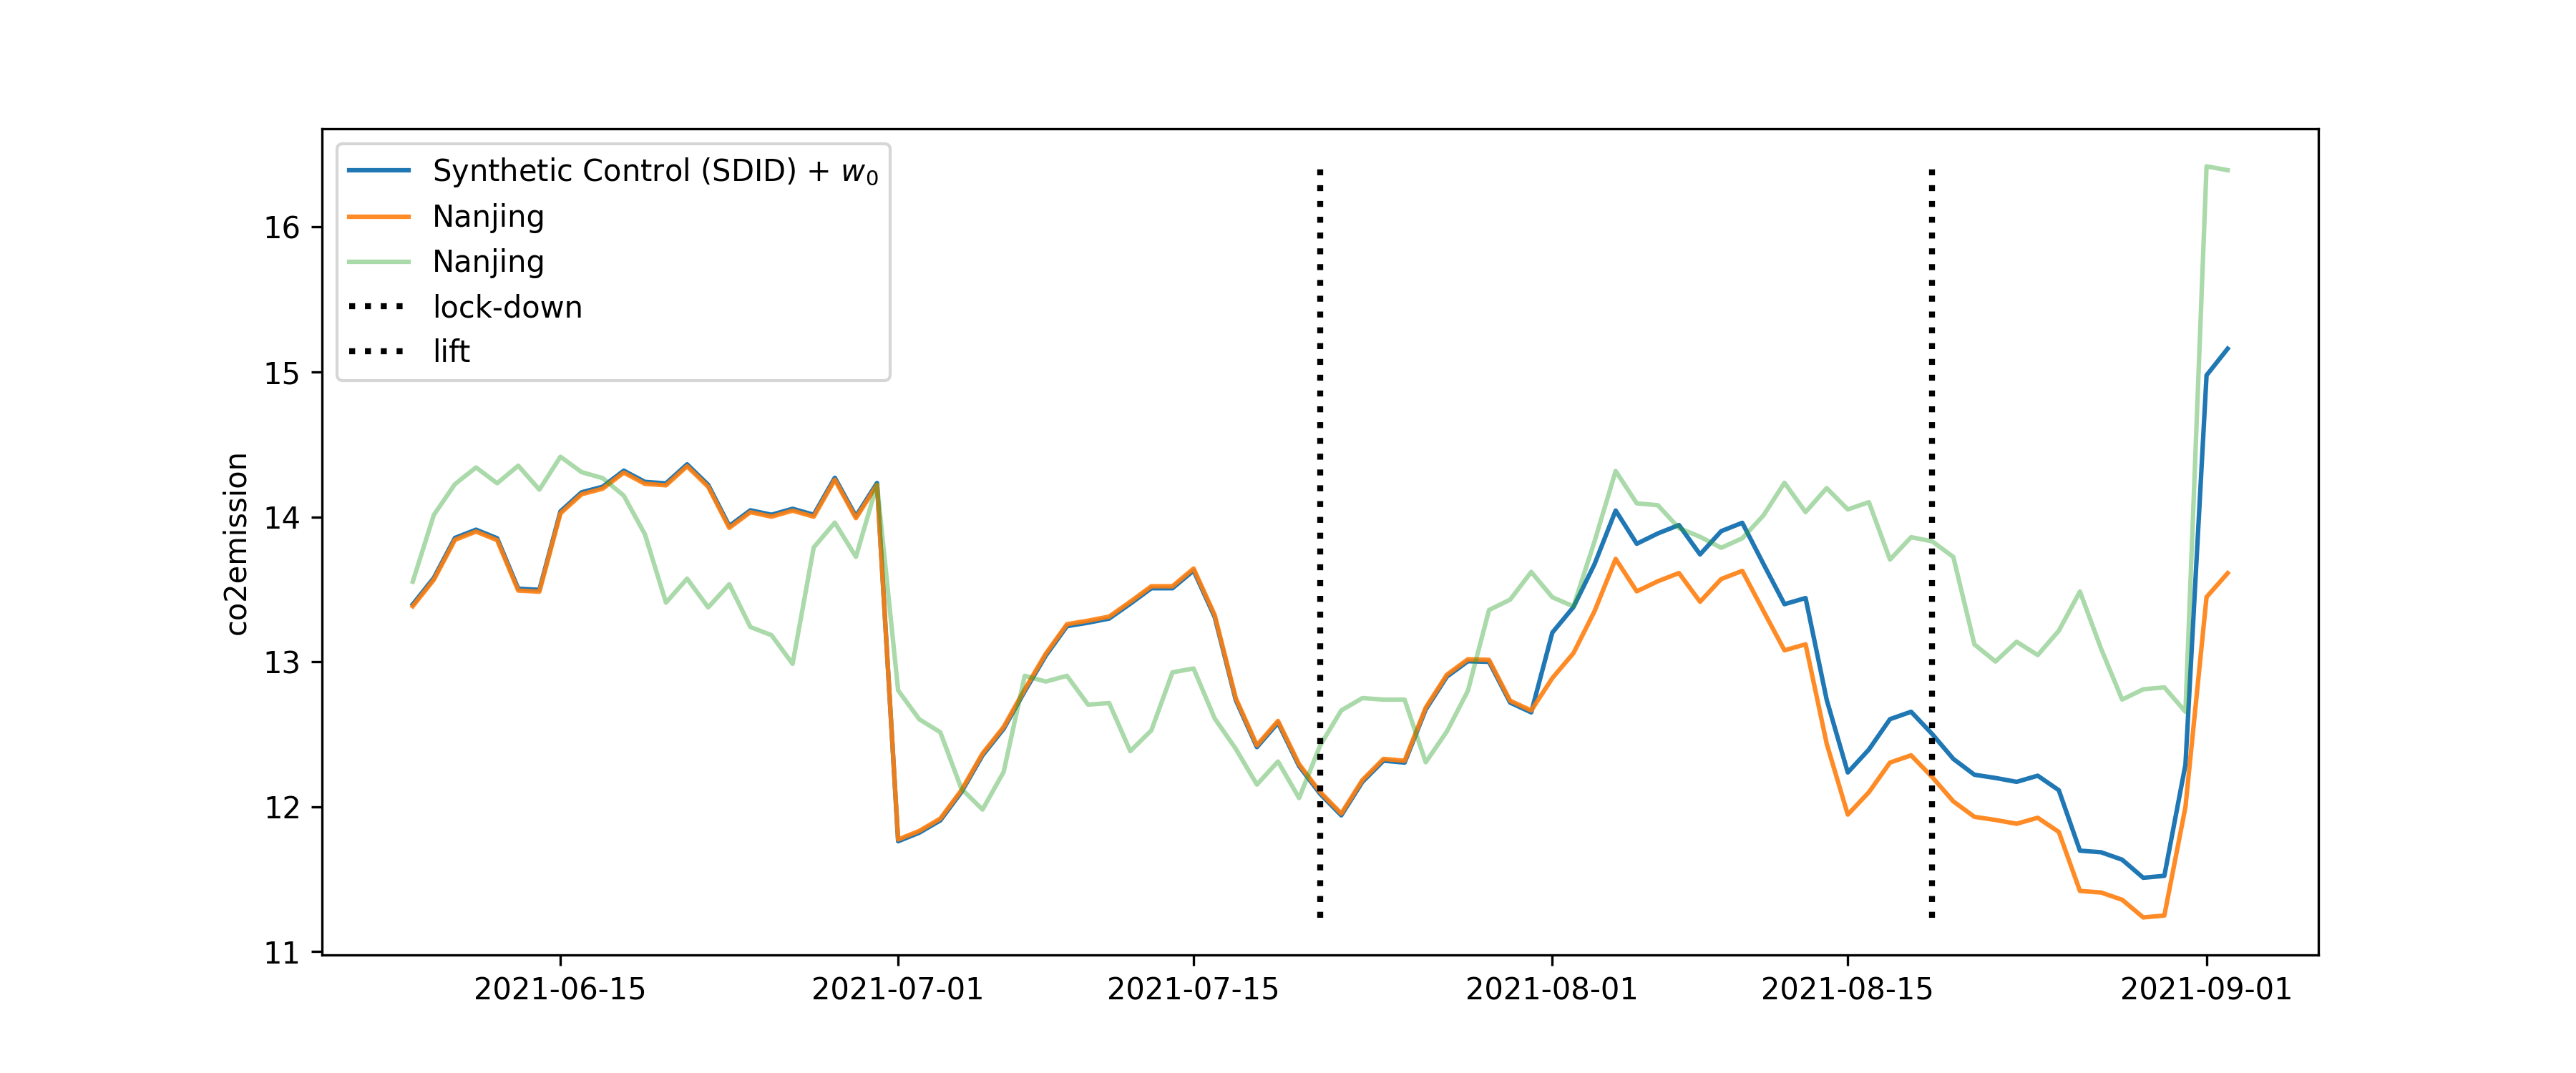 Synthetic Control (SDID) + w₀
Nanjing
Nanjing
lock-down
lift
co2emission
16
15
14
13
12
11
2021-06-15
2021-07-01
2021-07-15
2021-08-01
2021-08-15
2021-09-01